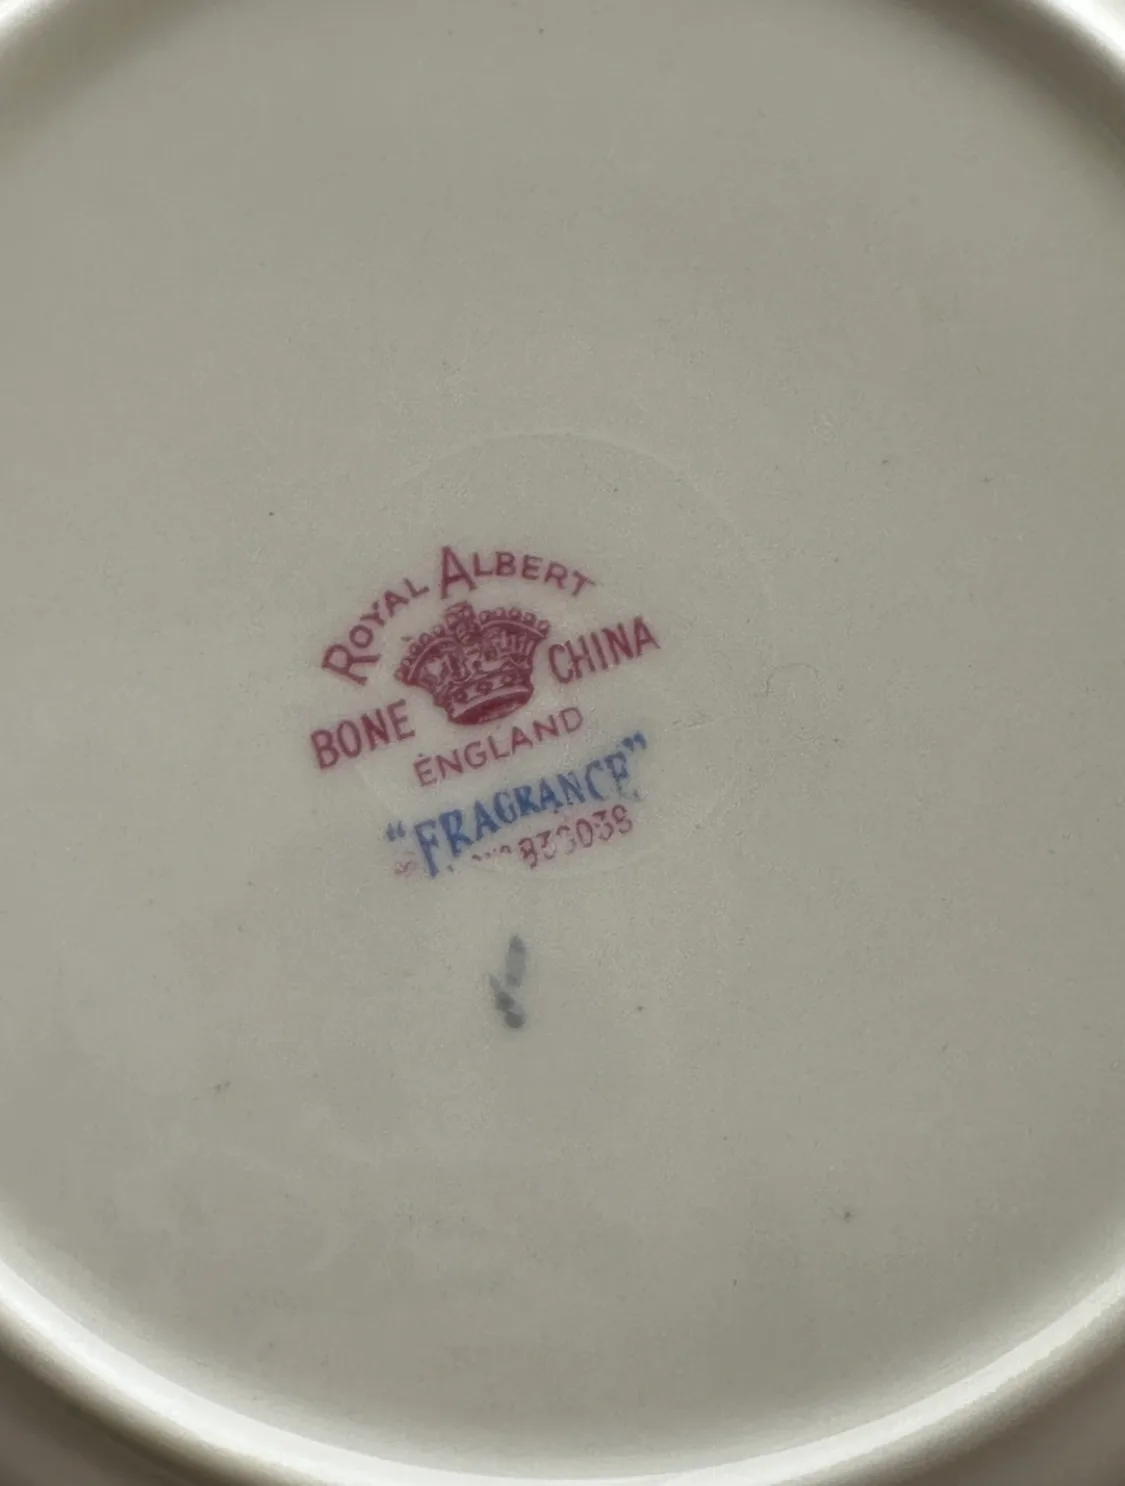 ROYAL ALBERT
BONE CHINA
ENGLAND
"FRAGRANCE"